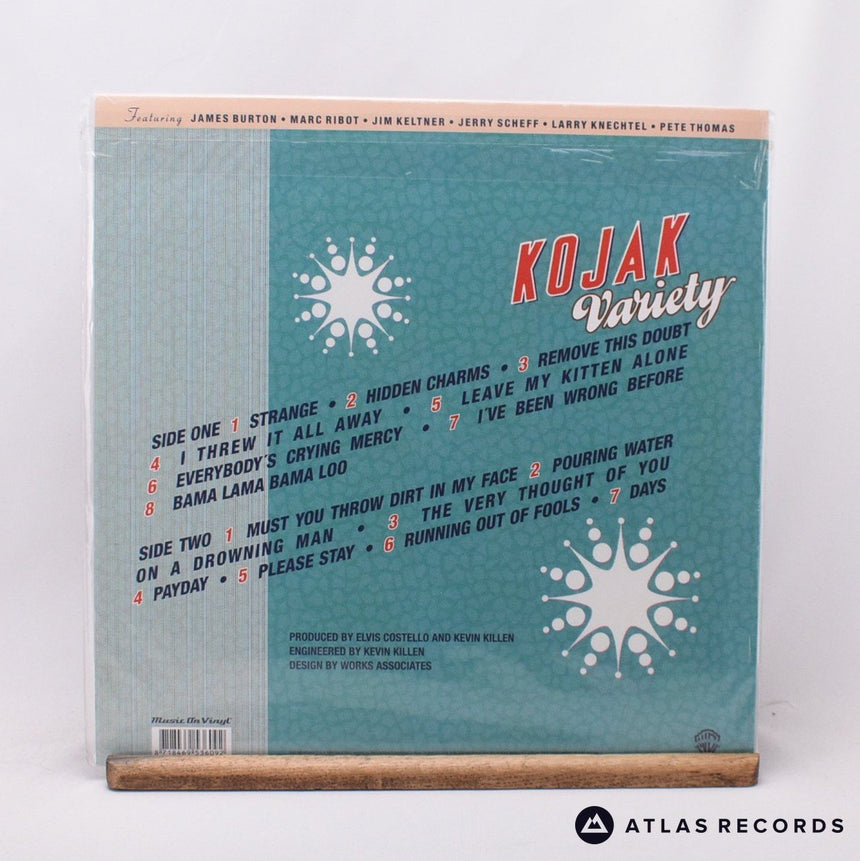 Featuring JAMES BURTON • MARC RIBOT • JIM KELTNER • JERRY SCHEFF • LARRY KNECHTEL • PETE THOMAS
KOJAK
Variety
SIDE ONE 1 STRANGE • 2 HIDDEN CHARMS • 3 REMOVE THIS DOUBT
4 I THREW IT ALL AWAY • 5 LEAVE MY KITTEN ALONE
6 EVERYBODY'S CRYING MERCY • 7 I'VE BEEN WRONG BEFORE
8 BAMA LAMA BAMA LOO
SIDE TWO 1 MUST YOU THROW DIRT IN MY FACE 2 POURING WATER
ON A DROWNING MAN • 3 THE VERY THOUGHT OF YOU
4 PAYDAY • 5 PLEASE STAY • 6 RUNNING OUT OF FOOLS • 7 DAYS
PRODUCED BY ELVIS COSTELLO AND KEVIN KILLEN
ENGINEERED BY KEVIN KILLEN
DESIGN BY WORKS ASSOCIATES
Music On Vinyl
8 718469 536092
ATLAS RECORDS